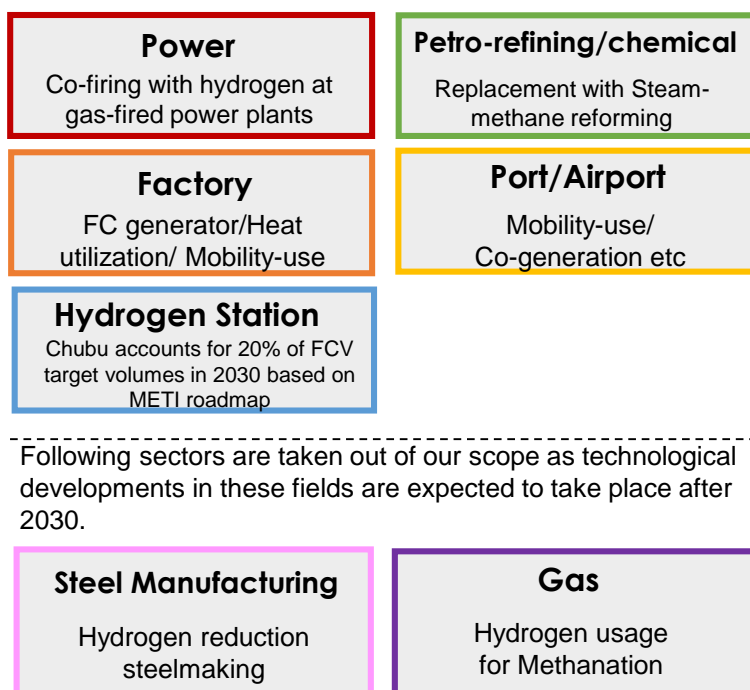 Power
Co-firing with hydrogen at
gas-fired power plants
Petro-refining/chemical
Replacement with Steam-
methane reforming
Factory
FC generator/Heat
utilization/ Mobility-use
Port/Airport
Mobility-use/
Co-generation etc
Hydrogen Station
Chubu accounts for 20% of FCV
target volumes in 2030 based on
METI roadmap
Following sectors are taken out of our scope as technological
developments in these fields are expected to take place after
2030.
Steel Manufacturing
Hydrogen reduction
steelmaking
Gas
Hydrogen usage
for Methanation